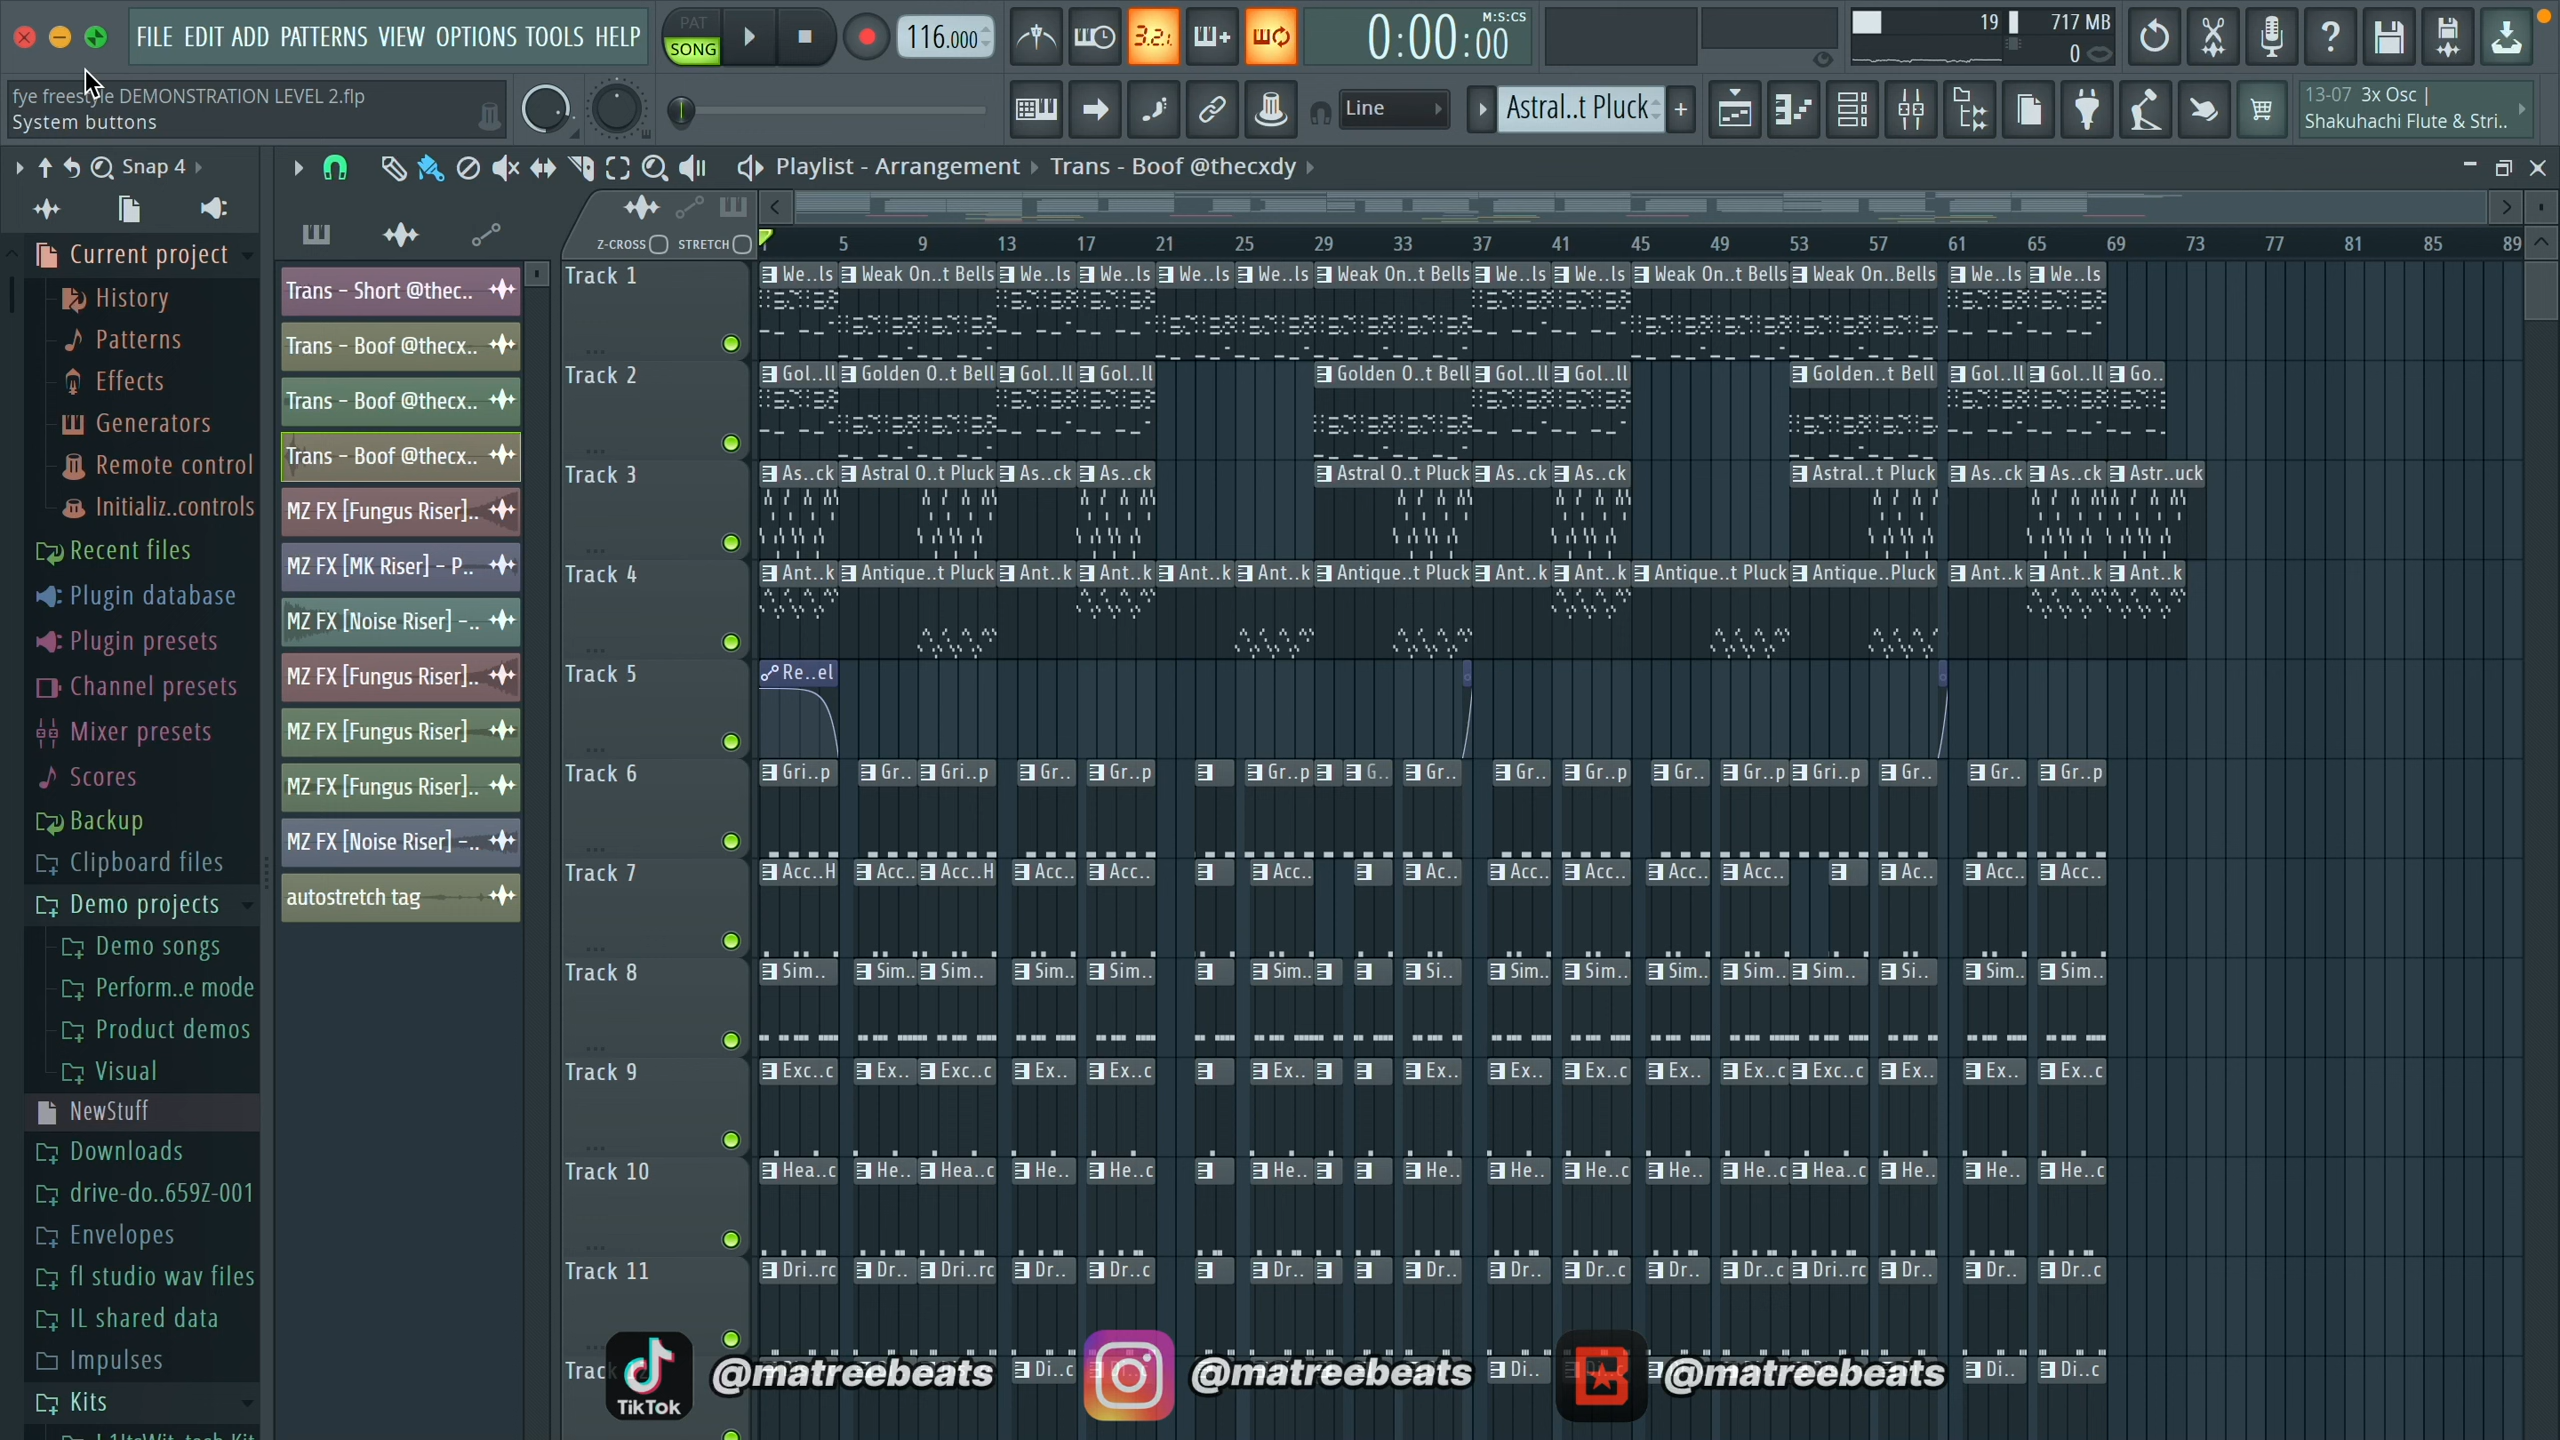 FILE EDIT ADD PATTERNS VIEW OPTIONS TOOLS HELP
PAT
SONG
116.000
3.2.
M:S:CS
0:00:00
19
717 MB
0
fye freestyle DEMONSTRATION LEVEL 2.flp
System buttons
Line
Astral..t Pluck
13-07 3x Osc |
Shakuhachi Flute & Stri..
Snap 4
Playlist - Arrangement
Trans - Boof @thecxdy
Z-CROSS
STRETCH
5 9 13 17 21 25 29 33 37 41 45 49 53 57 61 65 69 73 77 81 85 89
Current project
History
Patterns
Effects
Generators
Remote control
Initializ..controls
Recent files
Plugin database
Plugin presets
Channel presets
Mixer presets
Scores
Backup
Clipboard files
Demo projects
Demo songs
Perform..e mode
Product demos
Visual
NewStuff
Downloads
drive-do..659Z-001
Envelopes
fl studio wav files
IL shared data
Impulses
Kits
Trans - Short @thec..
Trans - Boof @thecx..
Trans - Boof @thecx..
Trans - Boof @thecx..
MZ FX [Fungus Riser]..
MZ FX [MK Riser] - P..
MZ FX [Noise Riser] -..
MZ FX [Fungus Riser]..
MZ FX [Fungus Riser]
MZ FX [Fungus Riser]..
MZ FX [Noise Riser] -..
autostretch tag
Track 1
We..ls Weak On..t Bells We..ls We..ls We..ls We..ls Weak On..t Bells We..ls We..ls Weak On..t Bells Weak On..Bells We..ls We..ls
Track 2
Gol..ll Golden O..t Bell Gol..ll Gol..ll Golden O..t Bell Gol..ll Gol..ll Golden..t Bell Gol..ll Gol..ll Go..
Track 3
As..ck Astral O..t Pluck As..ck As..ck Astral O..t Pluck As..ck As..ck Astral..t Pluck As..ck As..ck Astr..uck
Track 4
Ant..k Antique..t Pluck Ant..k Ant..k Ant..k Ant..k Antique..t Pluck Ant..k Ant..k Antique..t Pluck Antique..Pluck Ant..k Ant..k Ant..k
Track 5
Re..el
Track 6
Gri..p Gr.. Gri..p Gr.. Gr..p Gr..p G.. Gr.. Gr.. Gr..p Gr.. Gr..p Gri..p Gr.. Gr.. Gr..p
Track 7
Acc..H Acc.. Acc..H Acc.. Acc.. Acc.. Ac.. Acc.. Acc.. Acc.. Acc.. Ac.. Acc.. Acc..
Track 8
Sim.. Sim.. Sim.. Sim.. Sim.. Sim.. Si.. Sim.. Sim.. Sim.. Sim.. Sim.. Si.. Sim.. Sim..
Track 9
Exc..c Ex.. Exc..c Ex.. Ex..c Ex.. Ex.. Ex.. Ex..c Ex.. Ex..c Exc..c Ex.. Ex.. Ex..c
Track 10
Hea..c He.. Hea..c He.. He..c He.. He.. He.. He..c He.. He..c Hea..c He.. He.. He..c
Track 11
Dri..rc Dr.. Dri..rc Dr.. Dr..c Dr.. Dr.. Dr.. Dr..c Dr.. Dr..c Dri..rc Dr.. Dr.. Dr..c
Di..c Di.. Di.. Di..c
TikTok
@matreebeats
@matreebeats
@matreebeats